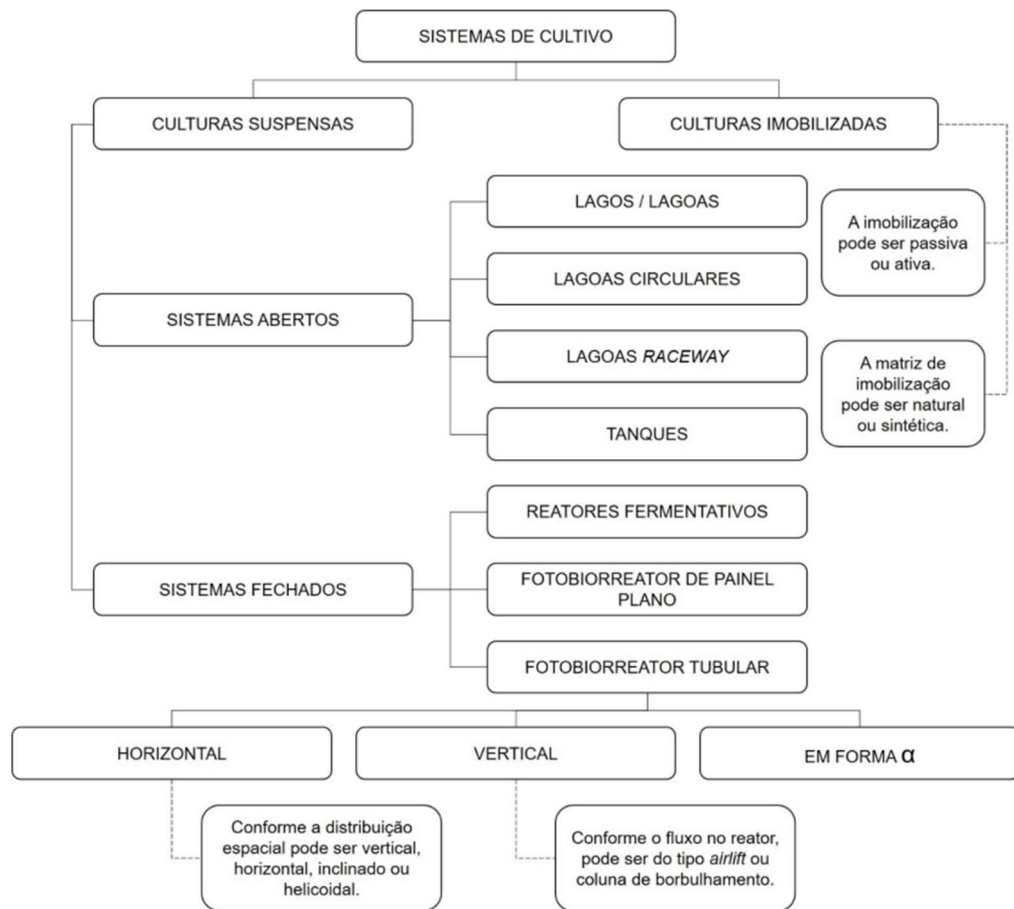 SISTEMAS DE CULTIVO
CULTURAS SUSPENSAS
CULTURAS IMOBILIZADAS
LAGOS / LAGOAS
A imobilização
pode ser passiva
ou ativa.
LAGOAS CIRCULARES
SISTEMAS ABERTOS
LAGOAS RACEWAY
A matriz de
imobilização
pode ser natural
ou sintética.
TANQUES
REATORES FERMENTATIVOS
SISTEMAS FECHADOS
FOTOBIORREATOR DE PAINEL
PLANO
FOTOBIORREATOR TUBULAR
HORIZONTAL
VERTICAL
EM FORMA α
Conforme a distribuição
espacial pode ser vertical,
horizontal, inclinado ou
helicoidal.
Conforme o fluxo no reator,
pode ser do tipo airlift ou
coluna de borbulhamento.